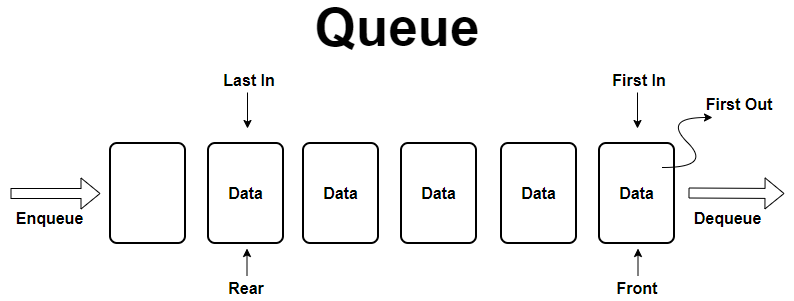 Queue
Last In
First In
First Out
Data
Data
Data
Data
Data
Enqueue
Dequeue
Rear
Front